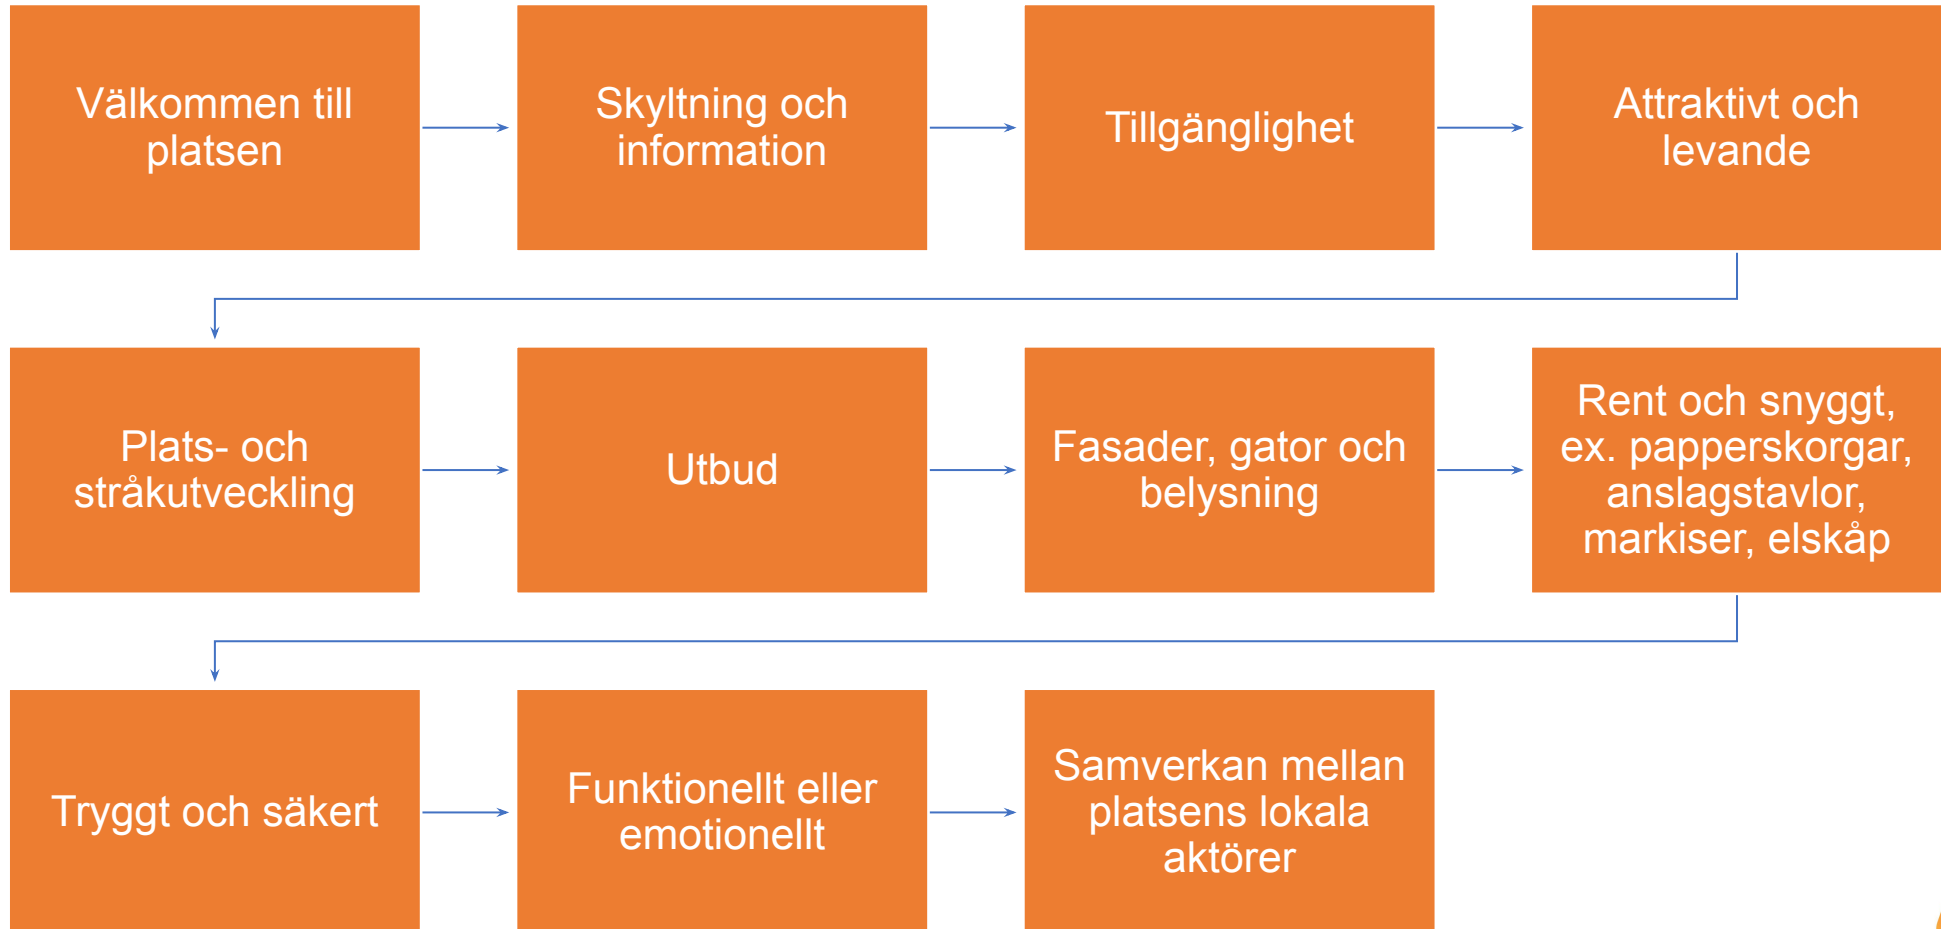 Välkommen till
platsen
Skyltning och
information
Tillgänglighet
Attraktivt och
levande
Plats- och
stråkutveckling
Utbud
Fasader, gator och
belysning
Rent och snyggt,
ex. papperskorgar,
anslagstavlor,
markiser, elskåp
Tryggt och säkert
Funktionellt eller
emotionellt
Samverkan mellan
platsens lokala
aktörer